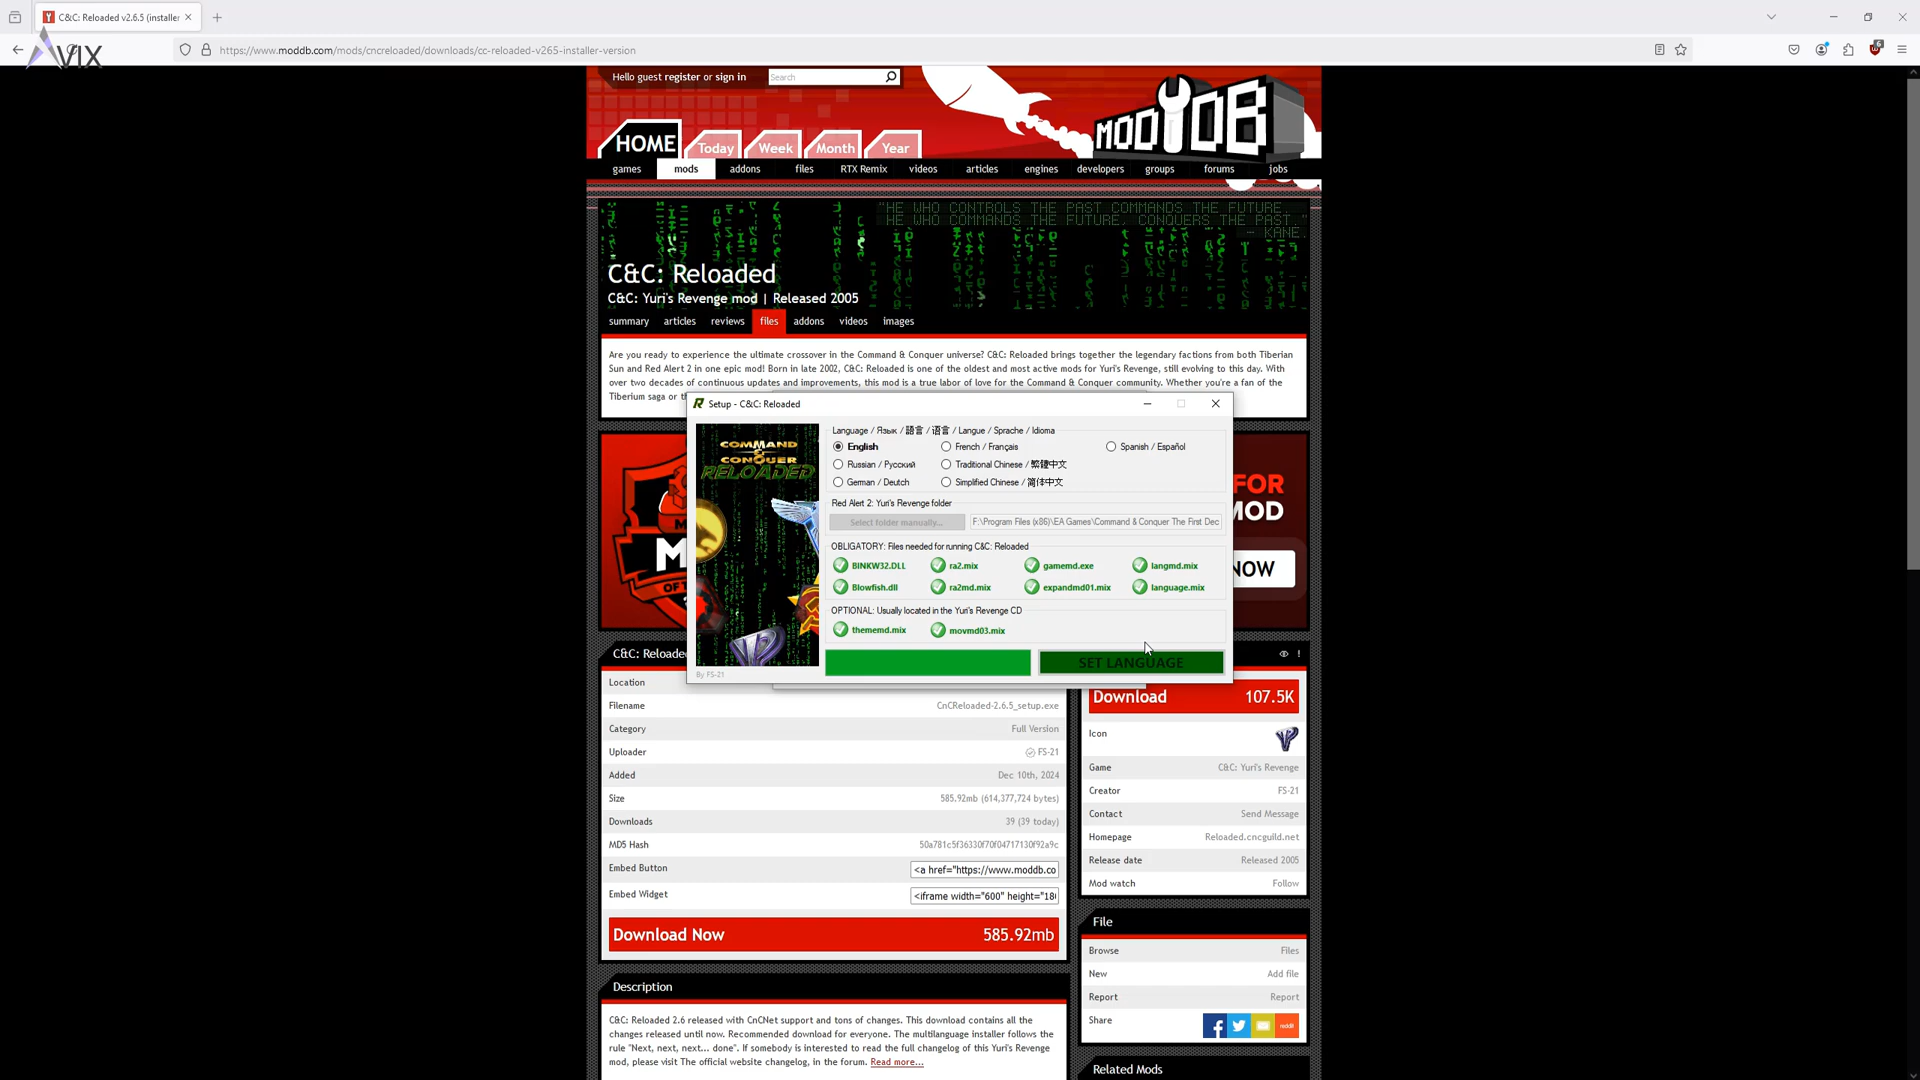 C&C: Reloaded v2.6.5 (installer
VIX
https://www.moddb.com/mods/cncreloaded/downloads/cc-reloaded-v265-installer-version
6
Hello guest register or sign in
Search
MOD DB
HOME
Today
Week
Month
Year
games
mods
addons
files
RTX Remix
videos
articles
engines
developers
groups
forums
jobs
"HE WHO CONTROLS THE PAST COMMANDS THE FUTURE.
HE WHO COMMANDS THE FUTURE, CONQUERS THE PAST."
- KANE.
C&C: Reloaded
C&C: Yuri's Revenge mod | Released 2005
summary
articles
reviews
files
addons
videos
images
Are you ready to experience the ultimate crossover in the Command & Conquer universe? C&C: Reloaded brings together the legendary factions from both Tiberian
Sun and Red Alert 2 in one epic mod! Born in late 2002, C&C: Reloaded is one of the oldest and most active mods for Yuri's Revenge, still evolving to this day. With
over two decades of continuous updates and improvements, this mod is a true labor of love for the Command & Conquer community. Whether you're a fan of the
Tiberium saga or th
Setup - C&C: Reloaded
COMMAND & CONQUER
RELOADED
By FS-21
Language / Язык / 語言 / 语言 / Langue / Sprache / Idioma
English
French / Français
Spanish / Español
Russian / Русский
Traditional Chinese / 繁體中文
German / Deutch
Simplified Chinese / 简体中文
Red Alert 2: Yuri's Revenge folder
Select folder manually...
F:\Program Files (x86)\EA Games\Command & Conquer The First Dec
OBLIGATORY: Files needed for running C&C: Reloaded
BINKW32.DLL
ra2.mix
gamemd.exe
langmd.mix
Blowfish.dll
ra2md.mix
expandmd01.mix
language.mix
OPTIONAL: Usually located in the Yuri's Revenge CD
thememd.mix
movmd03.mix
SET LANGUAGE
M
OF T
FOR
OD
NOW
C&C: Reloade
Location
Filename
CnCReloaded-2.6.5_setup.exe
Category
Full Version
Uploader
FS-21
Added
Dec 10th, 2024
Size
585.92mb (614,377,724 bytes)
Downloads
39 (39 today)
MD5 Hash
50a781c5f36330f70f04717130f92a9c
Embed Button
<a href="https://www.moddb.co
Embed Widget
<iframe width="600" height="18
Download Now
585.92mb
Description
C&C: Reloaded 2.6 released with CnCNet support and tons of changes. This download contains all the
changes released until now. Recommended download for everyone. The multilanguage installer follows the
rule "Next, next, next... done". If somebody is interested to read the full changelog of this Yuri's Revenge
mod, please visit The official website changelog, in the forum. Read more...
Download
107.5K
Icon
Game
C&C: Yuri's Revenge
Creator
FS-21
Contact
Send Message
Homepage
Reloaded.cncguild.net
Release date
Released 2005
Mod watch
Follow
File
Browse
Files
New
Add file
Report
Report
Share
reddit
Related Mods